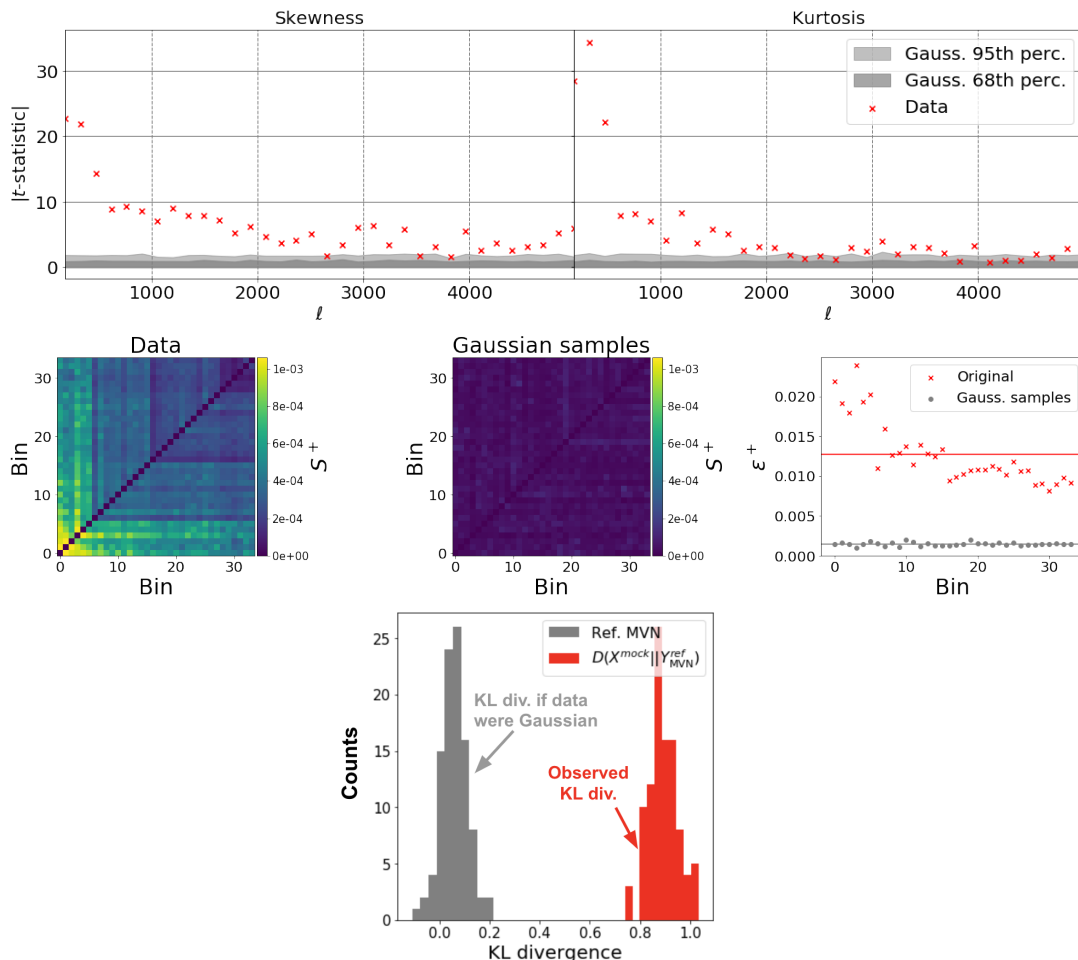 Skewness
Kurtosis
|t-statistic|
30
20
10
0
Gauss. 95th perc.
Gauss. 68th perc.
Data
1000
2000
3000
4000
1000
2000
3000
4000
ℓ
ℓ
Data
Gaussian samples
Bin
30
20
10
0
0
10
20
30
Bin
1e-03
8e-04
6e-04
4e-04
2e-04
0e+00
S⁺
Bin
30
20
10
0
0
10
20
30
Bin
1e-03
8e-04
6e-04
4e-04
2e-04
0e+00
S⁺
ε⁺
0.020
0.015
0.010
0.005
0.000
Original
Gauss. samples
0
10
20
30
Bin
Counts
25
20
15
10
5
0
Ref. MVN
D(X^mock||Y^ref_MVN)
KL div. if data
were Gaussian
Observed
KL div.
0.0
0.2
0.4
0.6
0.8
1.0
KL divergence